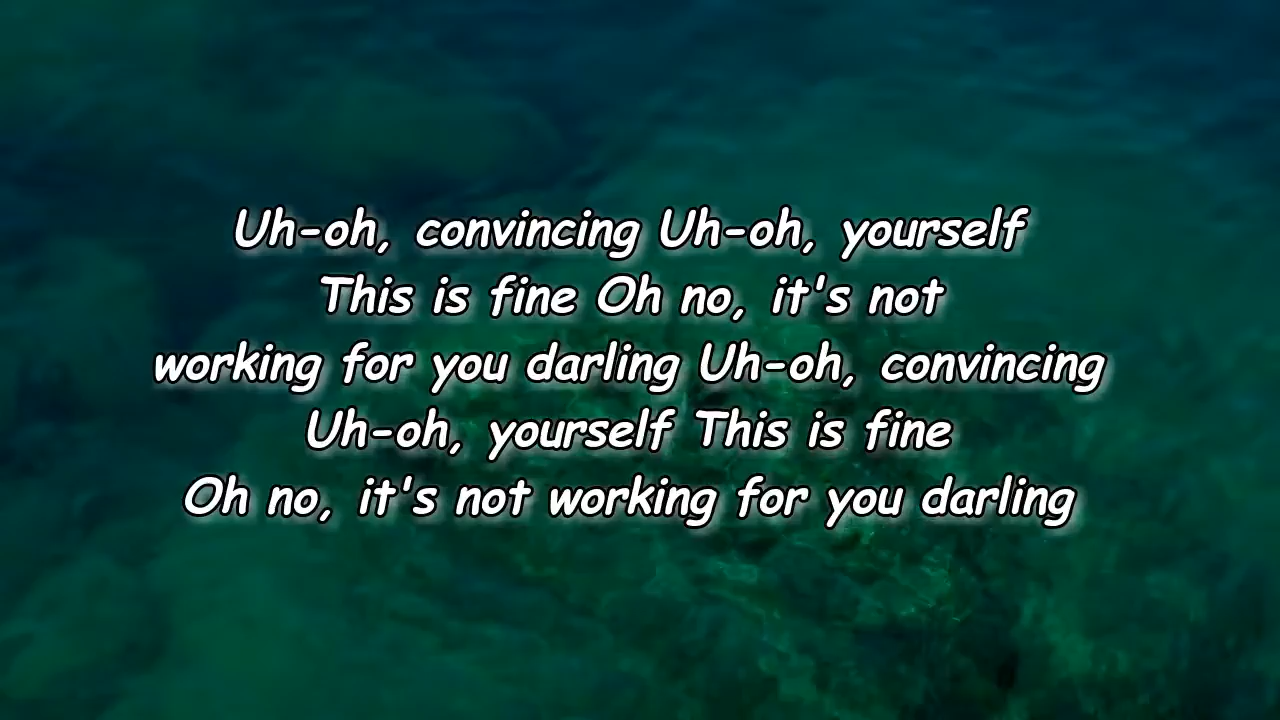 Uh-oh, convincing Uh-oh, yourself
This is fine Oh no, it's not
working for you darling Uh-oh, convincing
Uh-oh, yourself This is fine
Oh no, it's not working for you darling